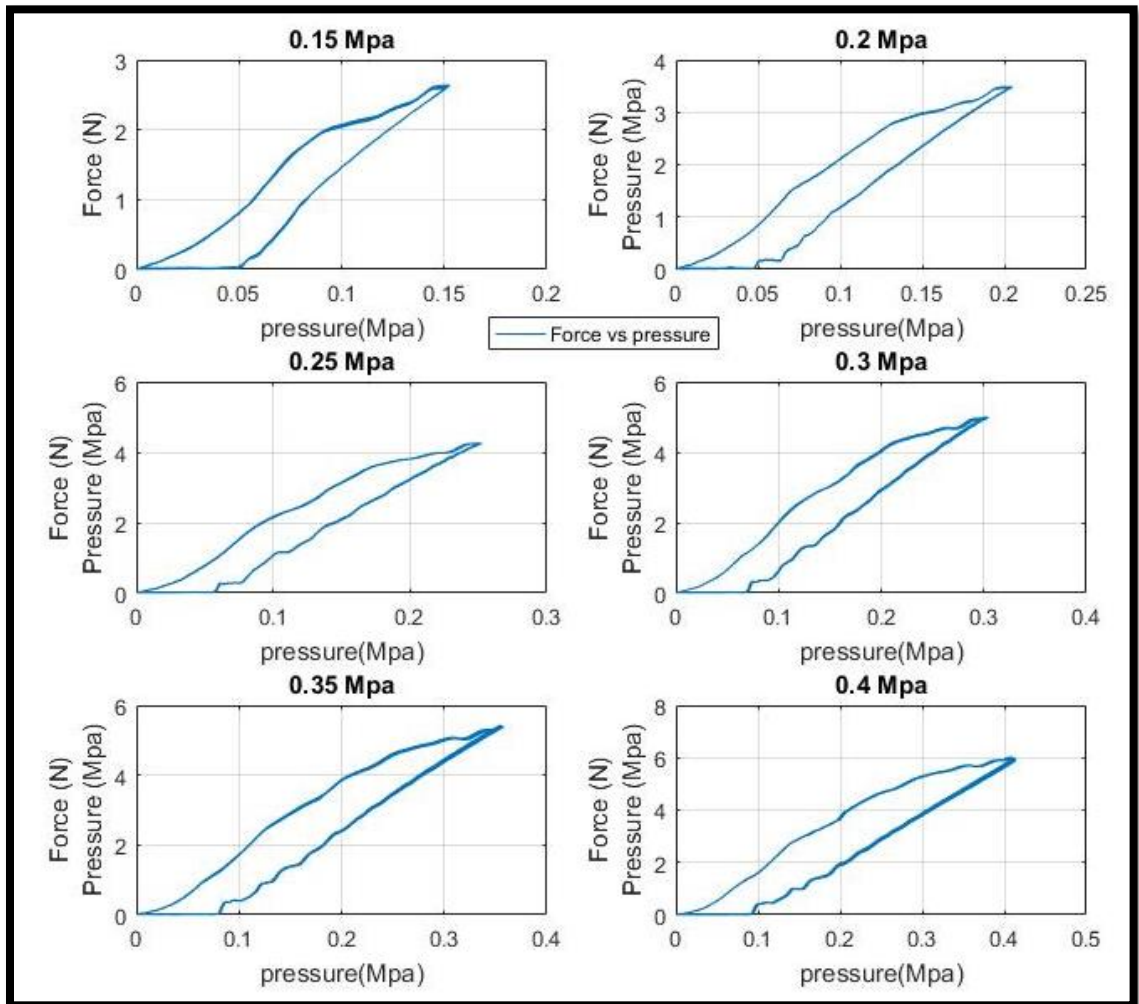 0.15 Mpa
3
2
1
0
Force (N)
0 0.05 0.1 0.15 0.2
pressure(Mpa)
0.2 Mpa
4
3
2
1
0
Force (N)
Pressure (Mpa)
0 0.05 0.1 0.15 0.2 0.25
pressure(Mpa)
Force vs pressure
0.25 Mpa
6
4
2
0
Force (N)
Pressure (Mpa)
0 0.1 0.2 0.3
pressure(Mpa)
0.3 Mpa
6
4
2
0
Force (N)
Pressure (Mpa)
0 0.1 0.2 0.3 0.4
pressure(Mpa)
0.35 Mpa
6
4
2
0
Force (N)
Pressure (Mpa)
0 0.1 0.2 0.3 0.4
pressure(Mpa)
0.4 Mpa
8
6
4
2
0
Force (N)
Pressure (Mpa)
0 0.1 0.2 0.3 0.4 0.5
pressure(Mpa)